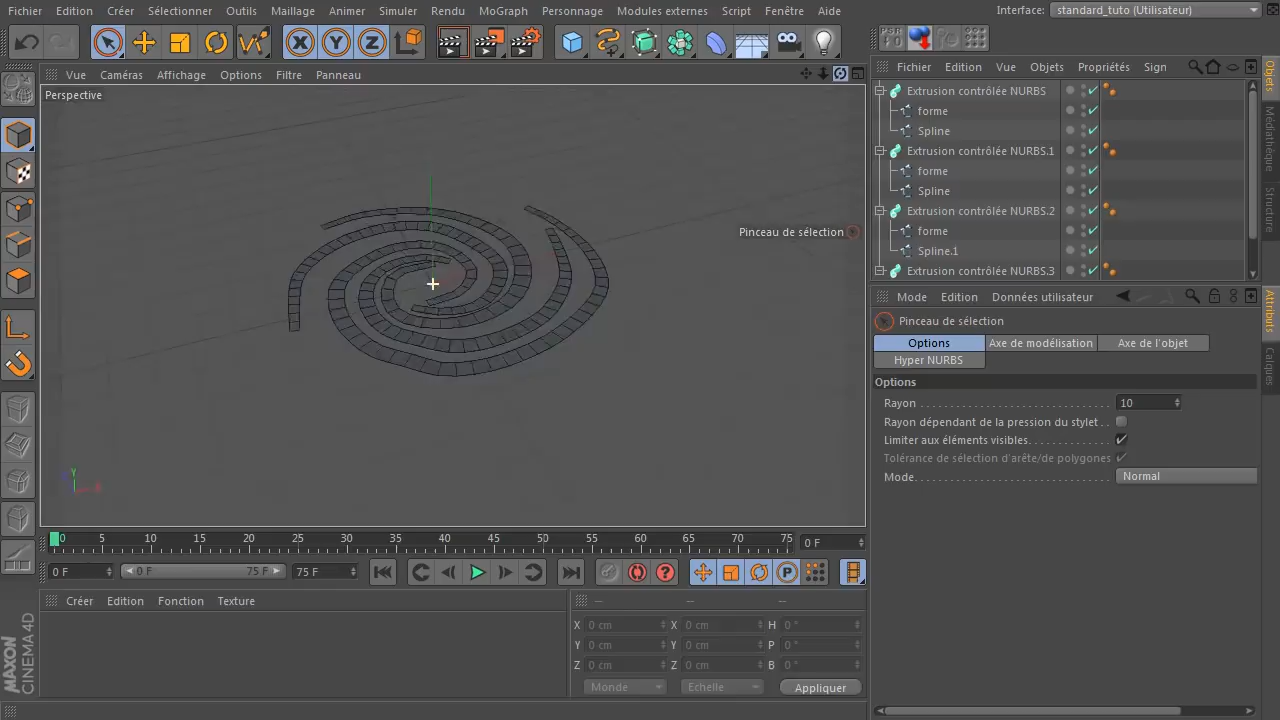 Fichier Edition Créer Sélectionner Outils Maillage Animer Simuler Rendu MoGraph Personnage Modules externes Script Fenêtre Aide Interface: standard_tuto (Utilisateur)
PSR
Vue Caméras Affichage Options Filtre Panneau
Fichier Edition Vue Objets Propriétés Sign
Perspective
Extrusion contrôlée NURBS
forme
Spline
Extrusion contrôlée NURBS.1
forme
Spline
Extrusion contrôlée NURBS.2
forme
Spline.1
Extrusion contrôlée NURBS.3
Objets
Médiathèque
Structure
Pinceau de sélection
Mode Edition Données utilisateur
Pinceau de sélection
Options Axe de modélisation Axe de l'objet
Hyper NURBS
Options
Rayon 10
Rayon dépendant de la pression du stylet
Limiter aux éléments visibles
Tolérance de sélection d'arête/de polygones
Mode Normal
Attributs
Calques
X Y Z
Y
0 5 10 15 20 25 30 35 40 45 50 55 60 65 70 75 0 F
0 F 0 F 75 F 75 F
Créer Edition Fonction Texture
X 0 cm X 0 cm H 0 °
Y 0 cm Y 0 cm P 0 °
Z 0 cm Z 0 cm B 0 °
Monde Echelle Appliquer
MAXON
CINEMA 4D